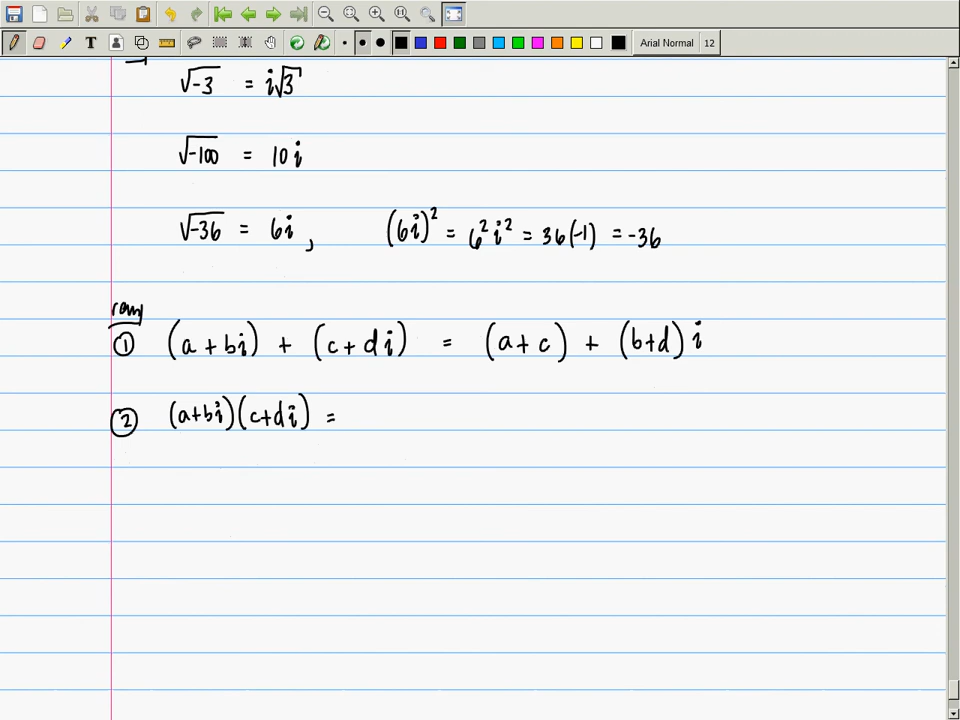 Arial Normal 12
√-3 = i√3
√-100 = 10i
√-36 = 6i, (6i)² = 6²i² = 36(-1) = -36
① (a + bi) + (c + di) = (a + c) + (b+d)i
② (a+bi)(c+di) =